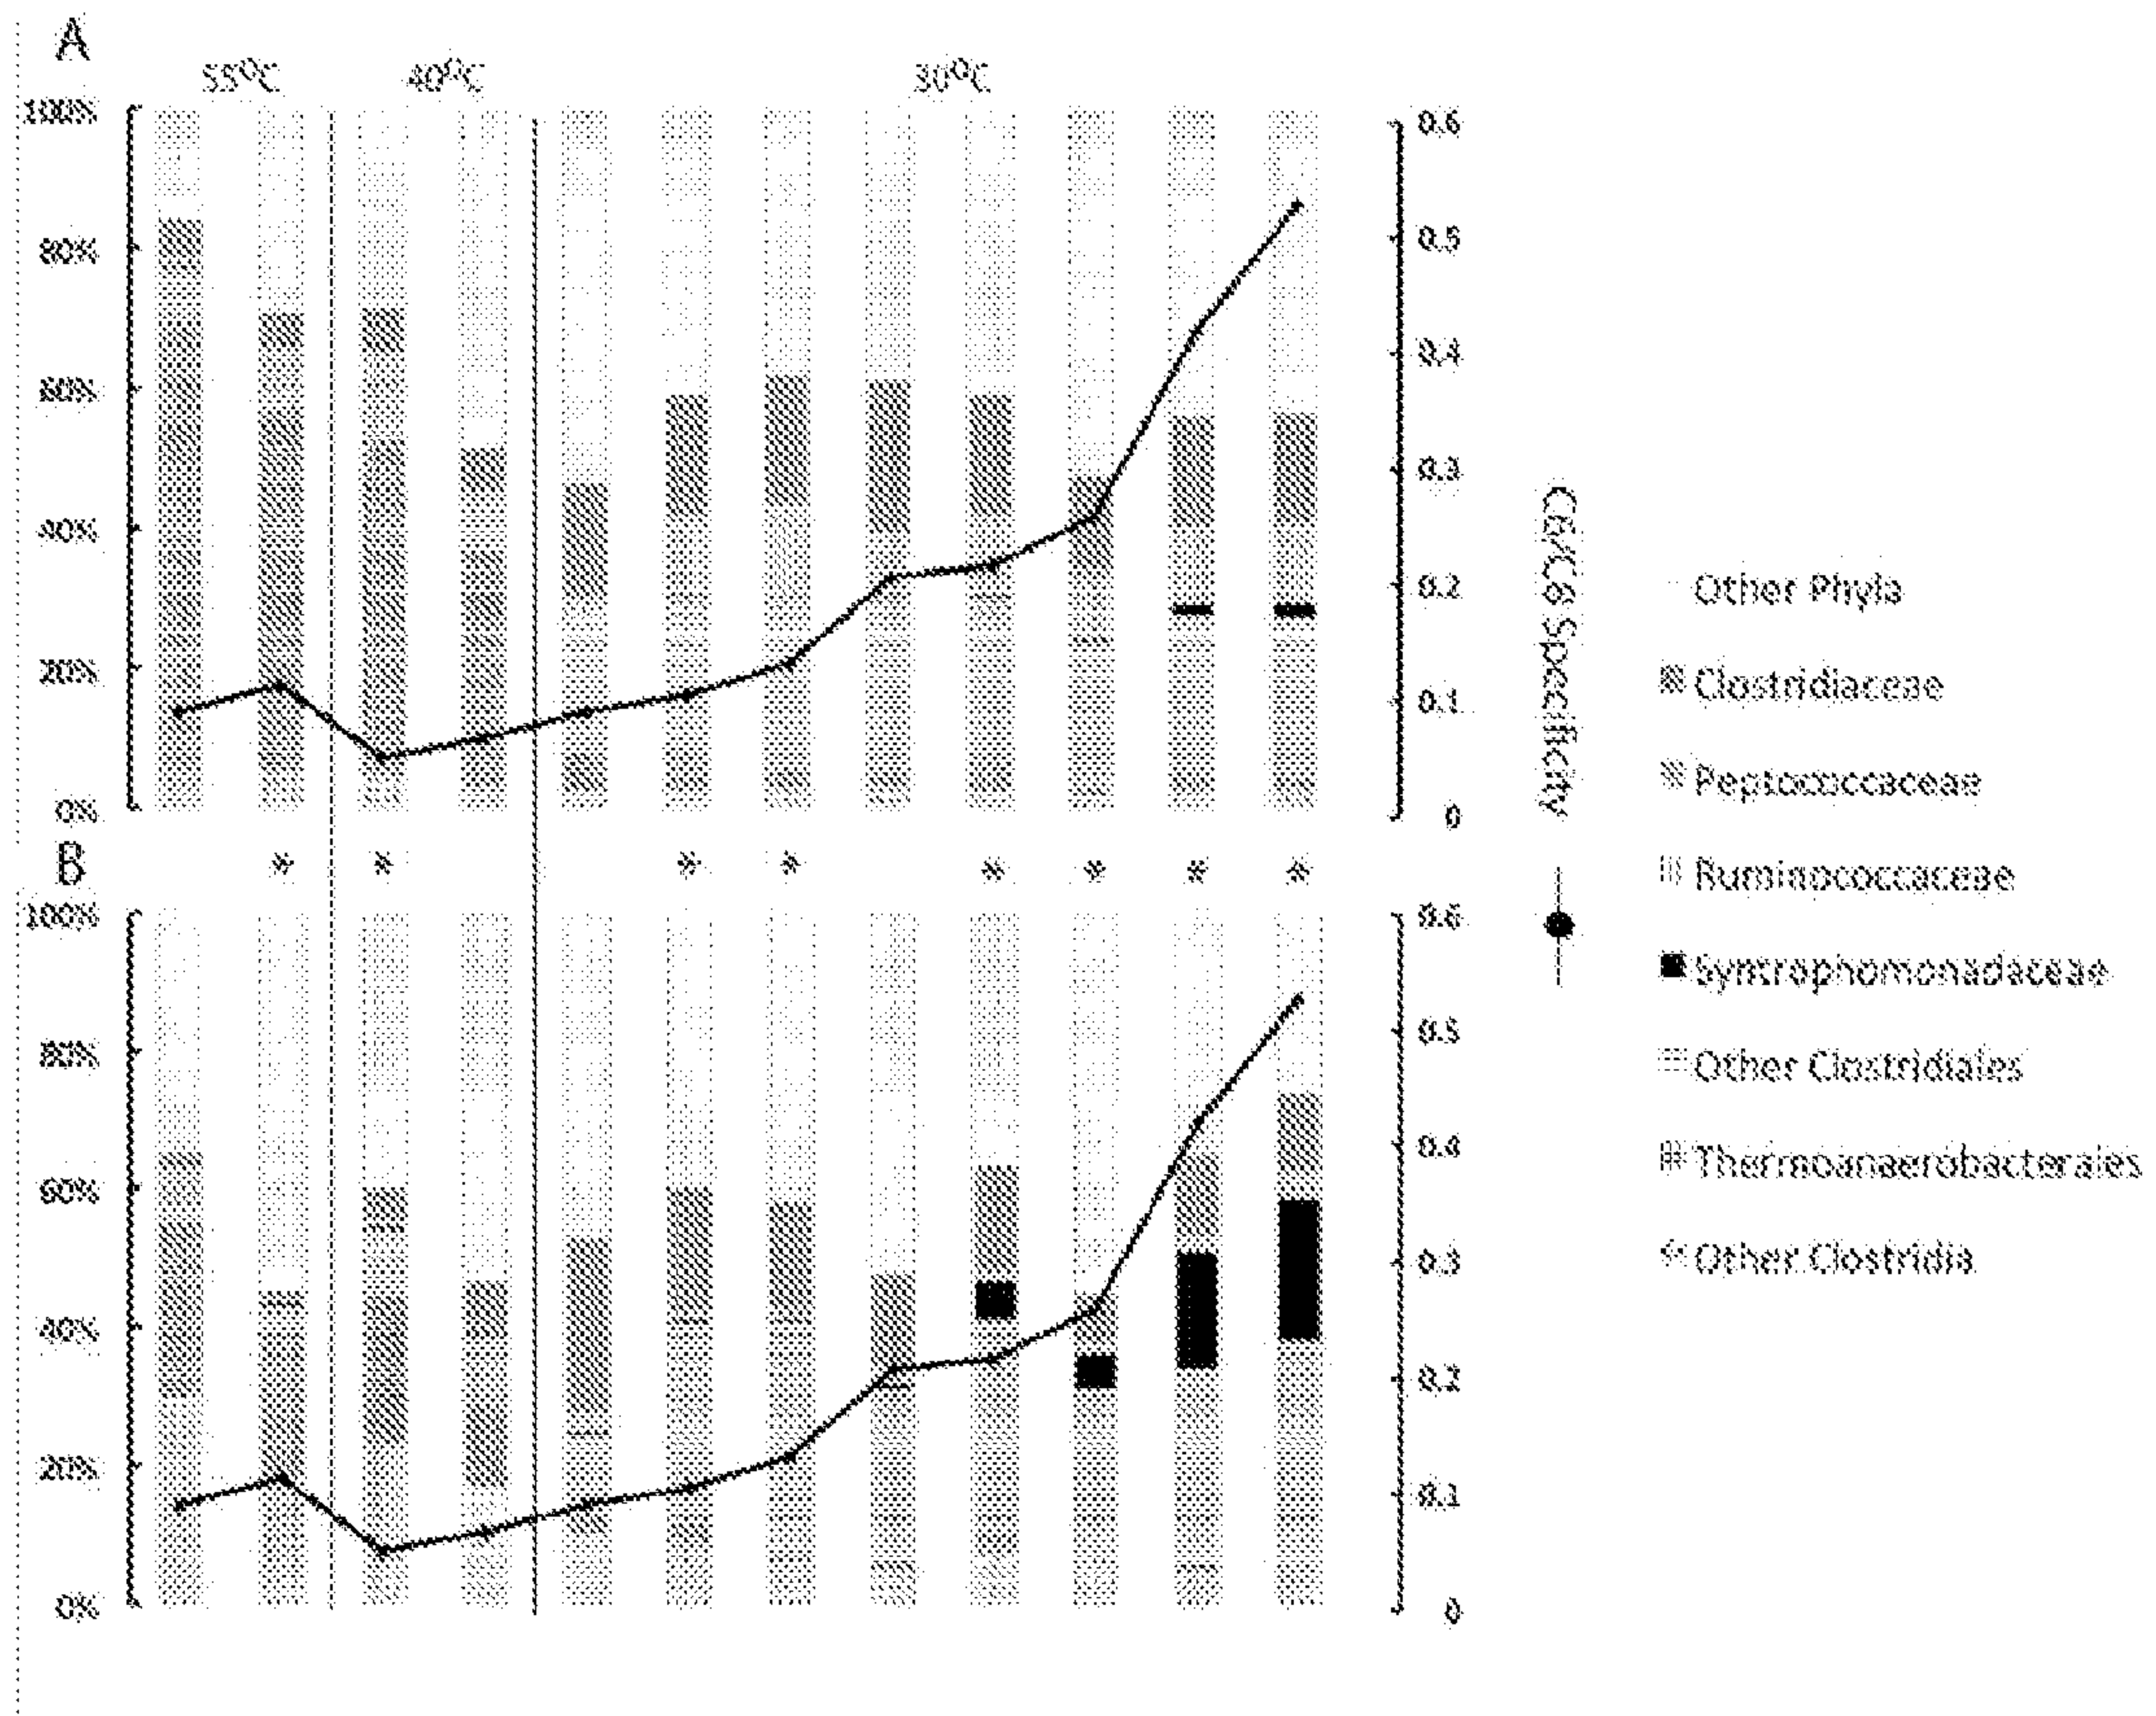 A
55°C 40°C 30°C
100%
80%
60%
40%
20%
0%
0.6
0.5
0.4
0.3
0.2
0.1
0
B
* * * * * * * *
100%
80%
60%
40%
20%
0%
0.6
0.5
0.4
0.3
0.2
0.1
0
C6/C8 Specificity
Other Phyla
Clostridiaceae
Peptococcaceae
Ruminococcaceae
Syntrophomonadaceae
Other Clostridiales
Thermoanaerobacterales
Other Clostridia